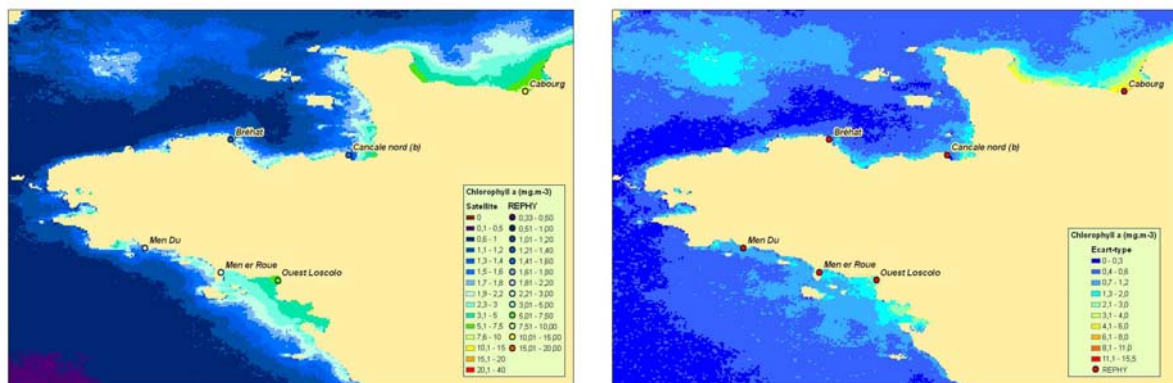 Cabourg
Bréhat
Cancale nord (b)
Men Du
Men er Roue
Ouest Loscolo
Chlorophyll a (mg.m-3)
Satellite REPHY
0 0,33 - 0,50
0,1 - 0,5 0,51 - 1,00
0,6 - 1 1,01 - 1,20
1,1 - 1,2 1,21 - 1,40
1,3 - 1,4 1,41 - 1,60
1,5 - 1,6 1,61 - 1,80
1,7 - 1,8 1,81 - 2,20
1,9 - 2,2 2,21 - 3,00
2,3 - 3 3,01 - 5,00
3,1 - 5 5,01 - 7,50
5,1 - 7,5 7,51 - 10,00
7,6 - 10 10,01 - 15,00
10,1 - 15 15,01 - 20,00
15,1 - 20
20,1 - 40
Cabourg
Bréhat
Cancale nord (b)
Men Du
Men er Roue
Ouest Loscolo
Chlorophyll a (mg.m-3)
Ecart-type
0 - 0,3
0,4 - 0,6
0,7 - 1,2
1,3 - 2,0
2,1 - 3,0
3,1 - 4,0
4,1 - 6,0
6,1 - 8,0
8,1 - 11,0
11,1 - 15,5
REPHY